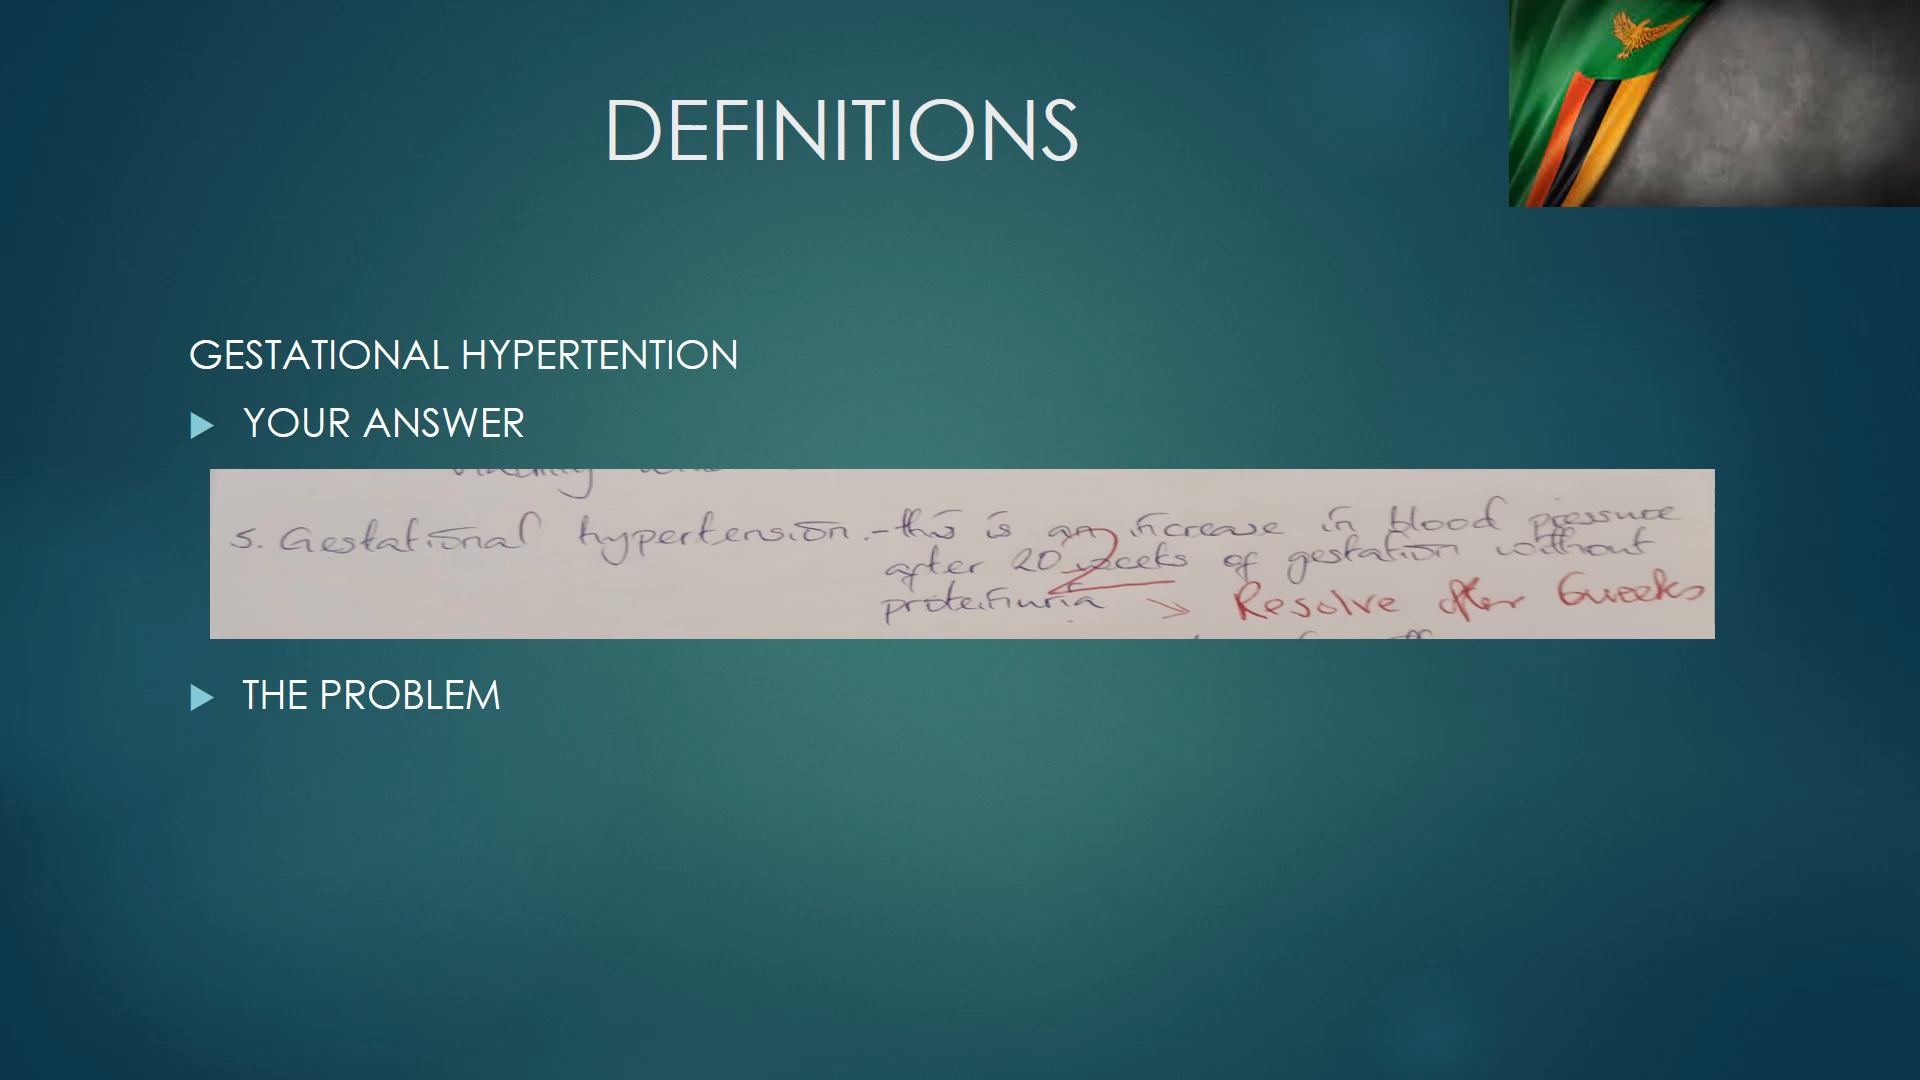 DEFINITIONS
GESTATIONAL HYPERTENTION
YOUR ANSWER
5. Gestational hypertension.- this is an increase in blood pressure
after 20 weeks of gestation without
2
proteinuria → Resolve after 6weeks
THE PROBLEM